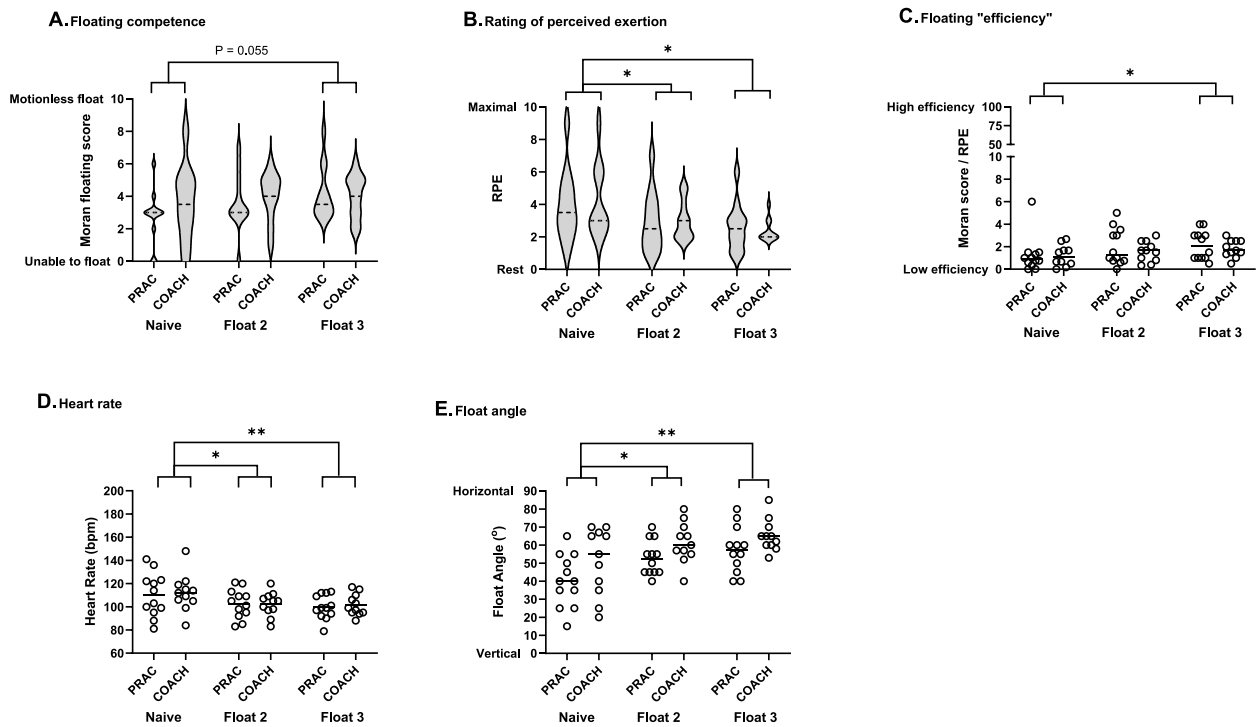 A. Floating competence
P = 0.055
Motionless float
10
8
6
4
2
Unable to float 0
Moran floating score
PRAC
COACH
PRAC
COACH
PRAC
COACH
Naive Float 2 Float 3
B. Rating of perceived exertion
*
*
Maximal 10
8
6
4
2
Rest 0
RPE
PRAC
COACH
PRAC
COACH
PRAC
COACH
Naive Float 2 Float 3
C. Floating "efficiency"
*
High efficiency 100
75
50
10
8
6
4
2
Low efficiency 0
Moran score / RPE
PRAC
COACH
PRAC
COACH
PRAC
COACH
Naive Float 2 Float 3
D. Heart rate
**
*
200
180
160
140
120
100
80
60
Heart Rate (bpm)
PRAC
COACH
PRAC
COACH
PRAC
COACH
Naive Float 2 Float 3
E. Float angle
**
*
Horizontal 90
80
70
60
50
40
30
20
10
Vertical 0
Float Angle (°)
PRAC
COACH
PRAC
COACH
PRAC
COACH
Naive Float 2 Float 3